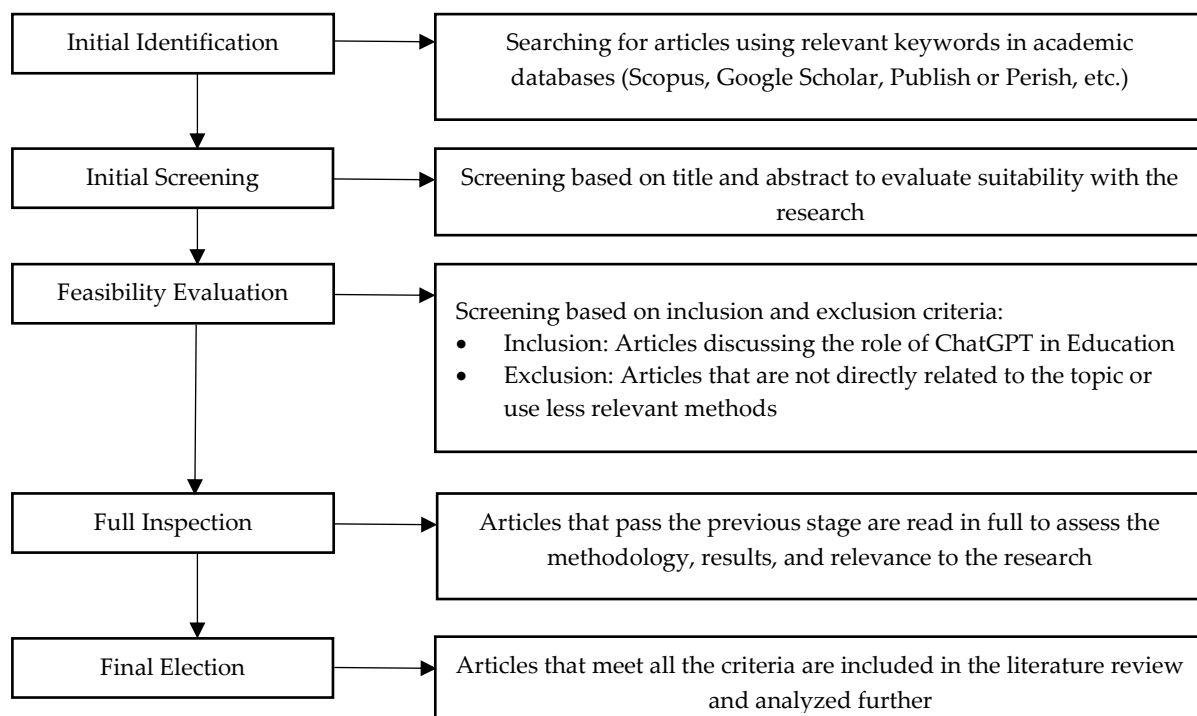 Initial Identification
Searching for articles using relevant keywords in academic
databases (Scopus, Google Scholar, Publish or Perish, etc.)
Initial Screening
Screening based on title and abstract to evaluate suitability with the
research
Feasibility Evaluation
Screening based on inclusion and exclusion criteria:
• Inclusion: Articles discussing the role of ChatGPT in Education
• Exclusion: Articles that are not directly related to the topic or
use less relevant methods
Full Inspection
Articles that pass the previous stage are read in full to assess the
methodology, results, and relevance to the research
Final Election
Articles that meet all the criteria are included in the literature review
and analyzed further